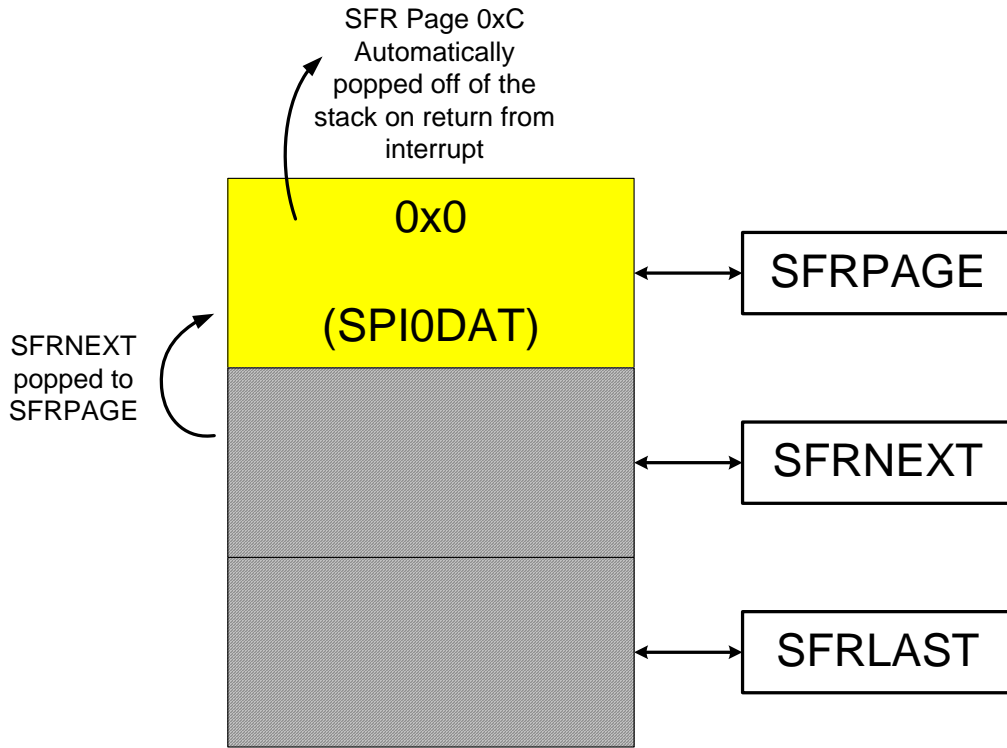 SFR Page 0xC
Automatically
popped off of the
stack on return from
interrupt
0x0
(SPI0DAT)
SFRPAGE
SFRNEXT
popped to
SFRPAGE
SFRNEXT
SFRLAST